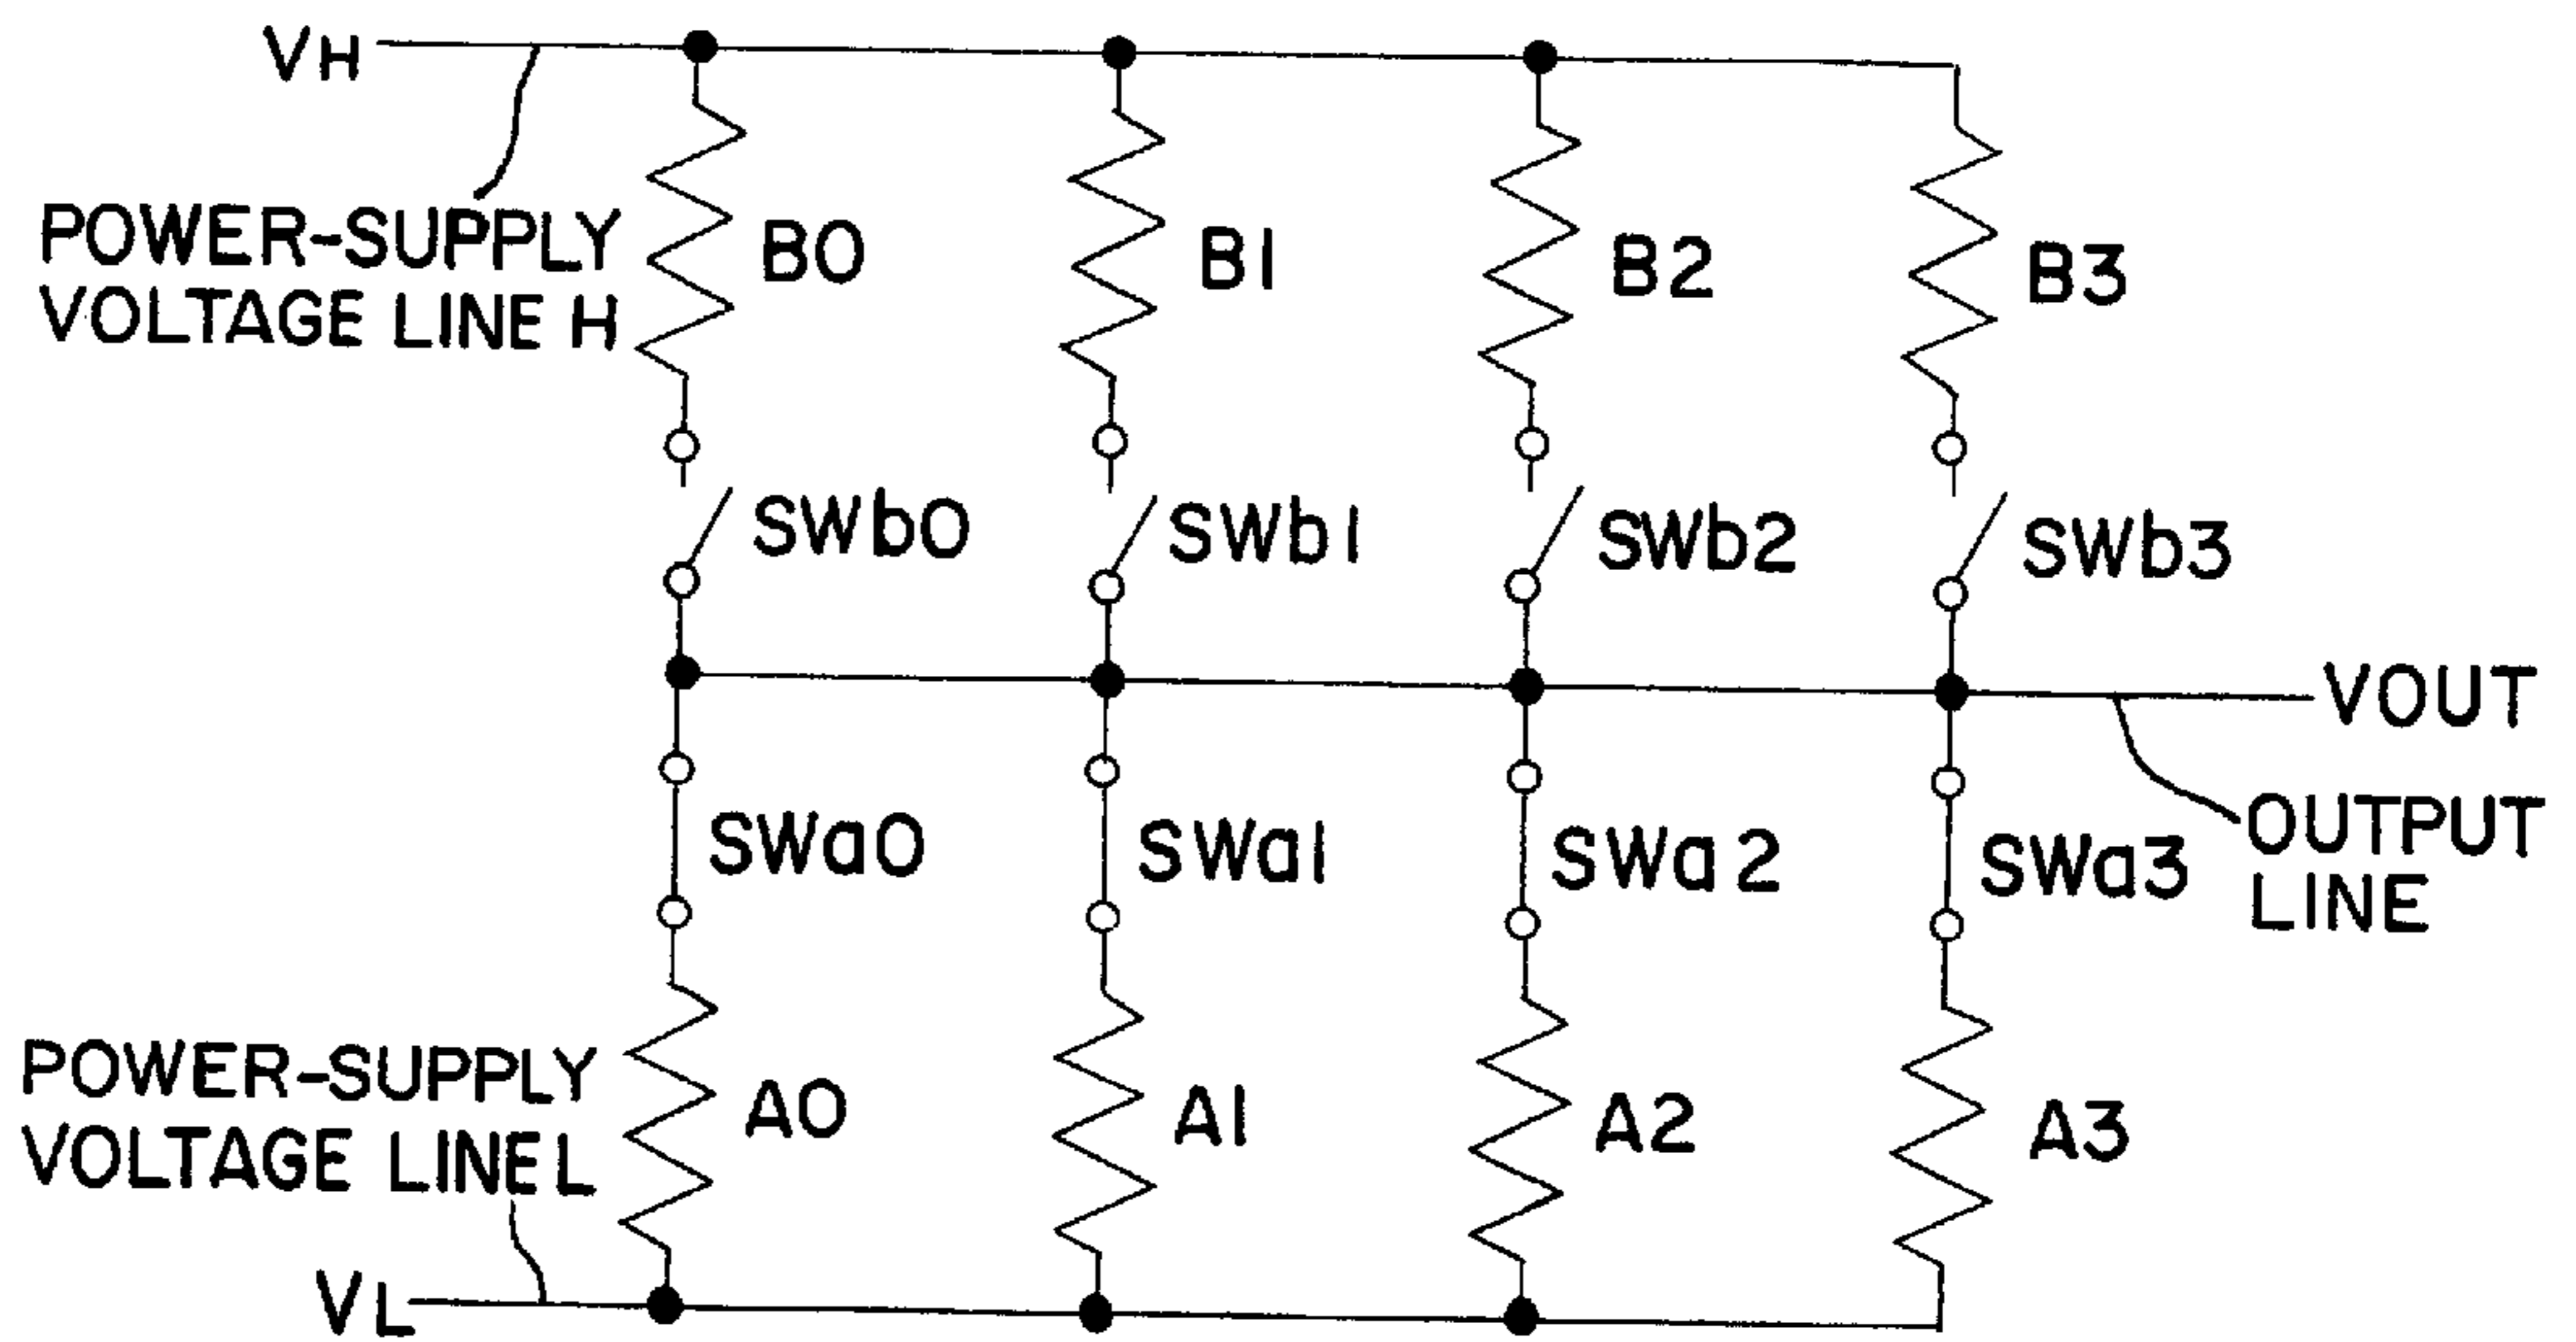 VH
POWER-SUPPLY
VOLTAGE LINE H
B0
B1
B2
B3
SWb0
SWb1
SWb2
SWb3
VOUT
OUTPUT
LINE
SWa0
SWa1
SWa2
SWa3
POWER-SUPPLY
VOLTAGE LINE L
A0
A1
A2
A3
VL